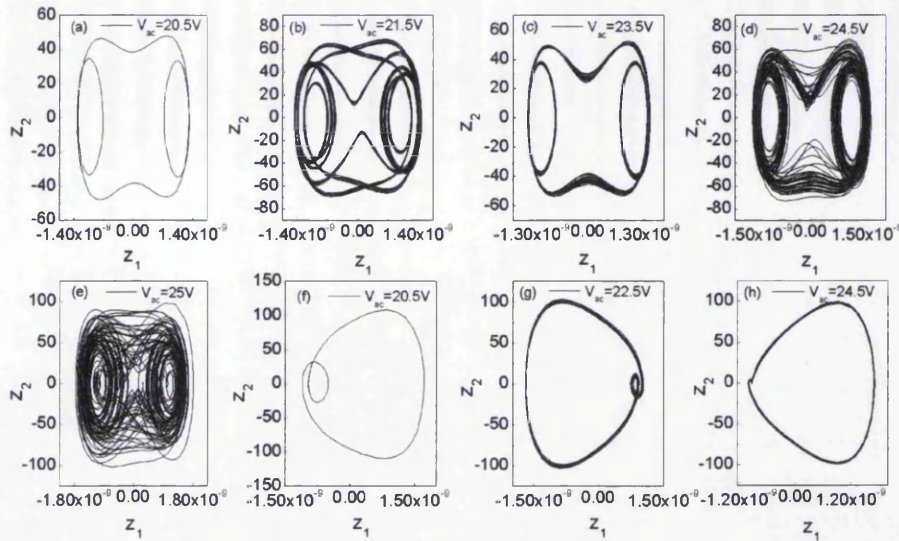 (a) V_ac=20.5V
60
40
20
0
-20
-40
-60
-1.40x10^-9 0.00 1.40x10^-9
z_2
z_1
(b) V_ac=21.5V
80
60
40
20
0
-20
-40
-60
-80
-1.40x10^-9 0.00 1.40x10^-9
z_2
z_1
(c) V_ac=23.5V
60
40
20
0
-20
-40
-60
-1.30x10^-9 0.00 1.30x10^-9
z_2
z_1
(d) V_ac=24.5V
80
60
40
20
0
-20
-40
-60
-80
-1.50x10^-9 0.00 1.50x10^-9
z_2
z_1
(e) V_ac=25V
100
50
0
-50
-100
-1.80x10^-9 0.00 1.80x10^-9
z_2
z_1
(f) V_ac=20.5V
150
100
50
0
-50
-100
-150
-1.50x10^-9 0.00 1.50x10^-9
z_2
z_1
(g) V_ac=22.5V
100
50
0
-50
-100
-1.50x10^-9 0.00 1.50x10^-9
z_2
z_1
(h) V_ac=24.5V
100
50
0
-50
-100
-1.20x10^-9 0.00 1.20x10^-9
z_2
z_1